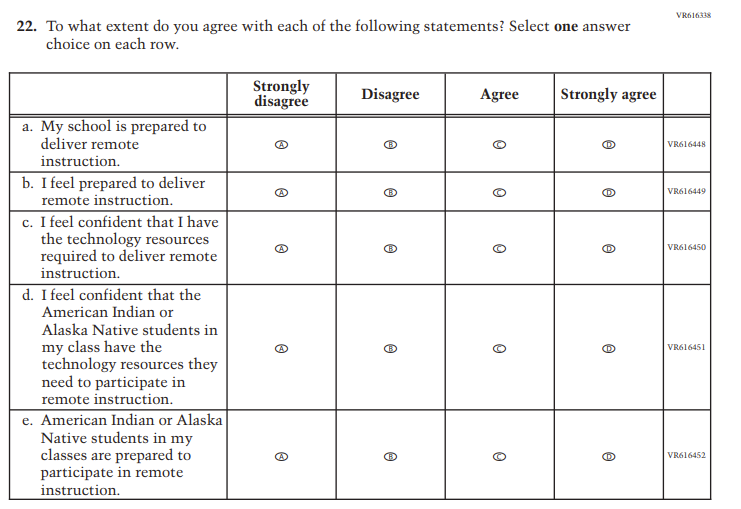 VR616338
22. To what extent do you agree with each of the following statements? Select one answer
choice on each row.
Strongly
disagree
Disagree
Agree
Strongly agree
a. My school is prepared to
deliver remote
instruction.
A B C D VR616448
b. I feel prepared to deliver
remote instruction.
A B C D VR616449
c. I feel confident that I have
the technology resources
required to deliver remote
instruction.
A B C D VR616450
d. I feel confident that the
American Indian or
Alaska Native students in
my class have the
technology resources they
need to participate in
remote instruction.
A B C D VR616451
e. American Indian or Alaska
Native students in my
classes are prepared to
participate in remote
instruction.
A B C D VR616452